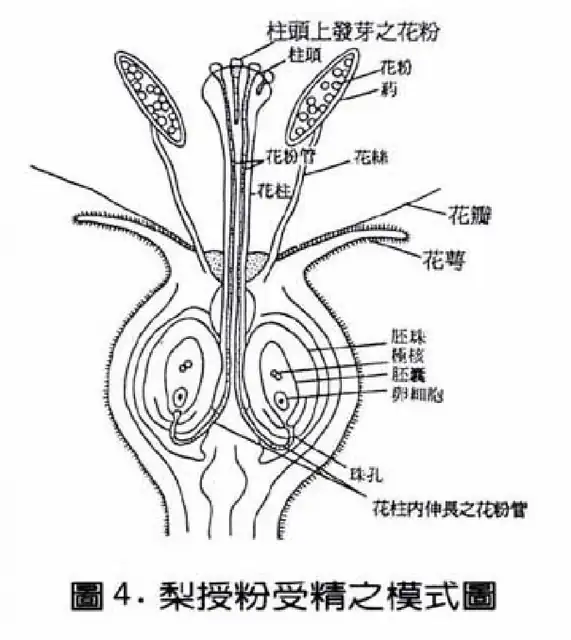 柱頭上發芽之花粉
柱頭
花粉
葯
花粉管
花絲
花柱
花瓣
花萼
胚珠
極核
胚囊
卵細胞
珠孔
花柱内伸長之花粉管
圖4. 梨授粉受精之模式圖